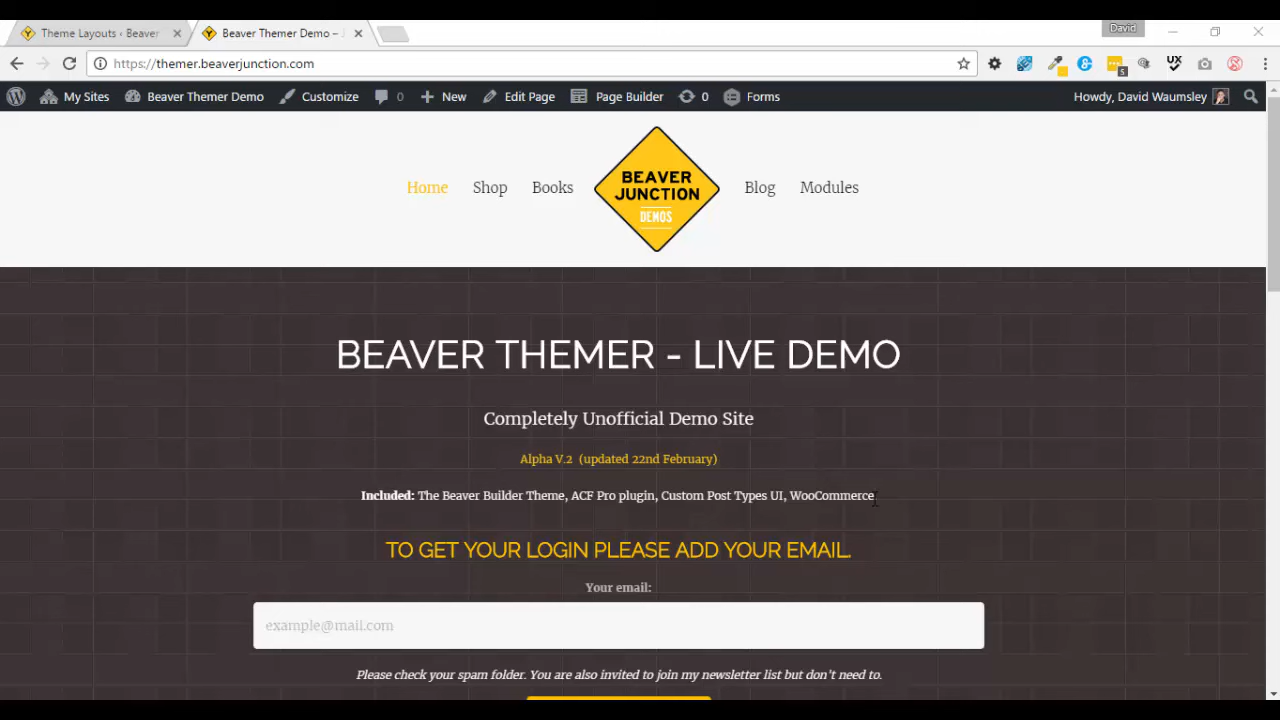 Theme Layouts ‹ Beaver
Beaver Themer Demo –
David
https://themer.beaverjunction.com
5
My Sites Beaver Themer Demo Customize 0 New Edit Page Page Builder 0 Forms Howdy, David Waumsley
Home Shop Books
BEAVER
JUNCTION
DEMOS
Blog Modules
BEAVER THEMER - LIVE DEMO
Completely Unofficial Demo Site
Alpha V.2 (updated 22nd February)
Included: The Beaver Builder Theme, ACF Pro plugin, Custom Post Types UI, WooCommerce
TO GET YOUR LOGIN PLEASE ADD YOUR EMAIL.
Your email:
example@mail.com
Please check your spam folder. You are also invited to join my newsletter list but don't need to.